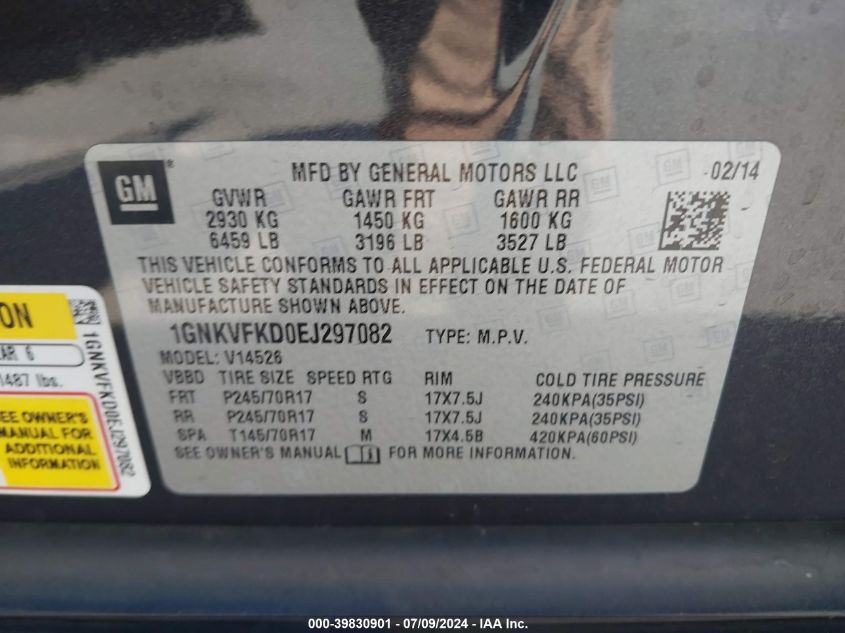 GM ®
MFD BY GENERAL MOTORS LLC 02/14
GVWR GAWR FRT GAWR RR
2930 KG 1450 KG 1600 KG
6459 LB 3196 LB 3527 LB
THIS VEHICLE CONFORMS TO ALL APPLICABLE U.S. FEDERAL MOTOR
VEHICLE SAFETY STANDARDS IN EFFECT ON THE DATE OF
MANUFACTURE SHOWN ABOVE.
1GNKVFKD0EJ297082 TYPE: M.P.V.
MODEL: V14526
VBBD TIRE SIZE SPEED RTG RIM COLD TIRE PRESSURE
FRT P245/70R17 S 17X7.5J 240KPA(35PSI)
RR P245/70R17 S 17X7.5J 240KPA(35PSI)
SPA T145/70R17 M 17X4.5B 420KPA(60PSI)
SEE OWNER'S MANUAL FOR MORE INFORMATION.
ON
AR 6
1487 lbs.
SEE OWNER'S
MANUAL FOR
ADDITIONAL
INFORMATION
1GNKVFKD0EJ297082
000-39830901 - 07/09/2024 - IAA Inc.